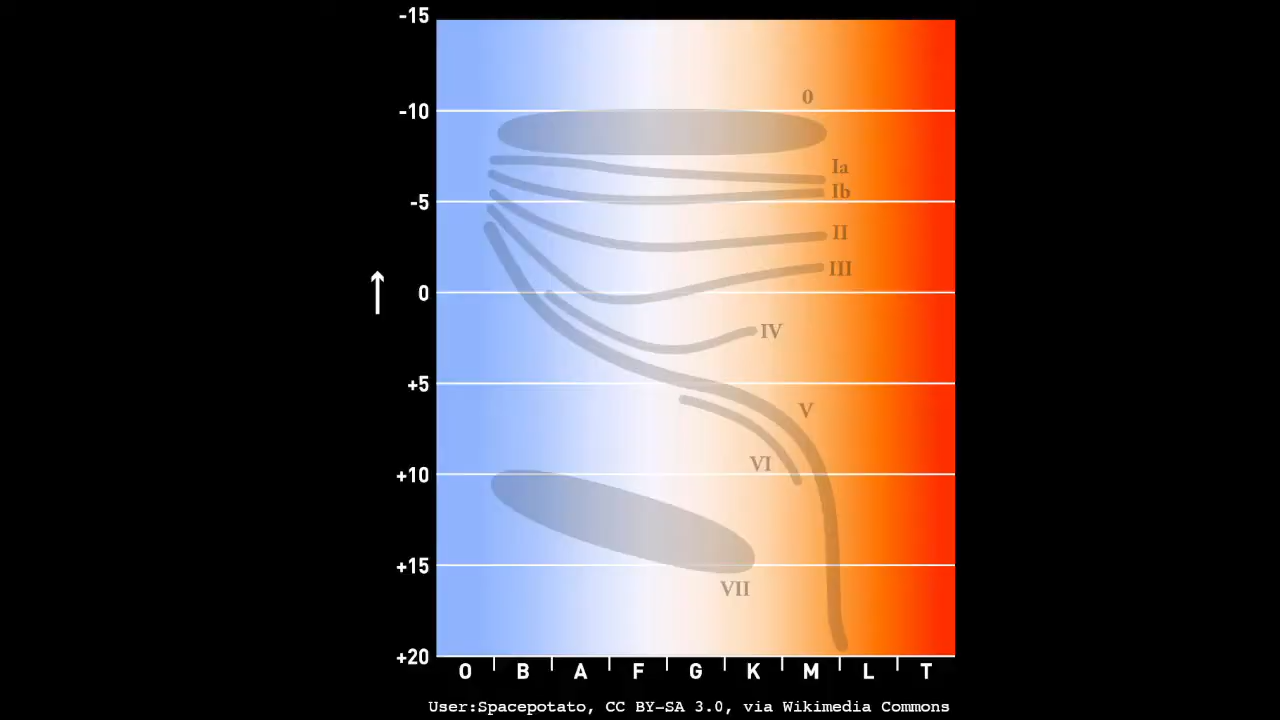 -15
-10
0
Ia
Ib
-5
II
III
0
IV
+5
V
VI
+10
+15
VII
+20
O B A F G K M L T
User:Spacepotato, CC BY-SA 3.0, via Wikimedia Commons